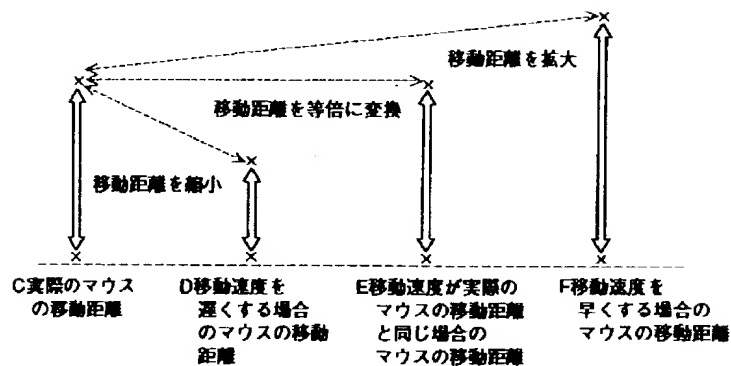 移動距離を拡大
移動距離を等倍に変換
移動距離を縮小
C実際のマウス
の移動距離
D移動速度を
遅くする場合
のマウスの移動
距離
E移動速度が実際の
マウスの移動距離
と同じ場合の
マウスの移動距離
F移動速度を
早くする場合の
マウスの移動距離